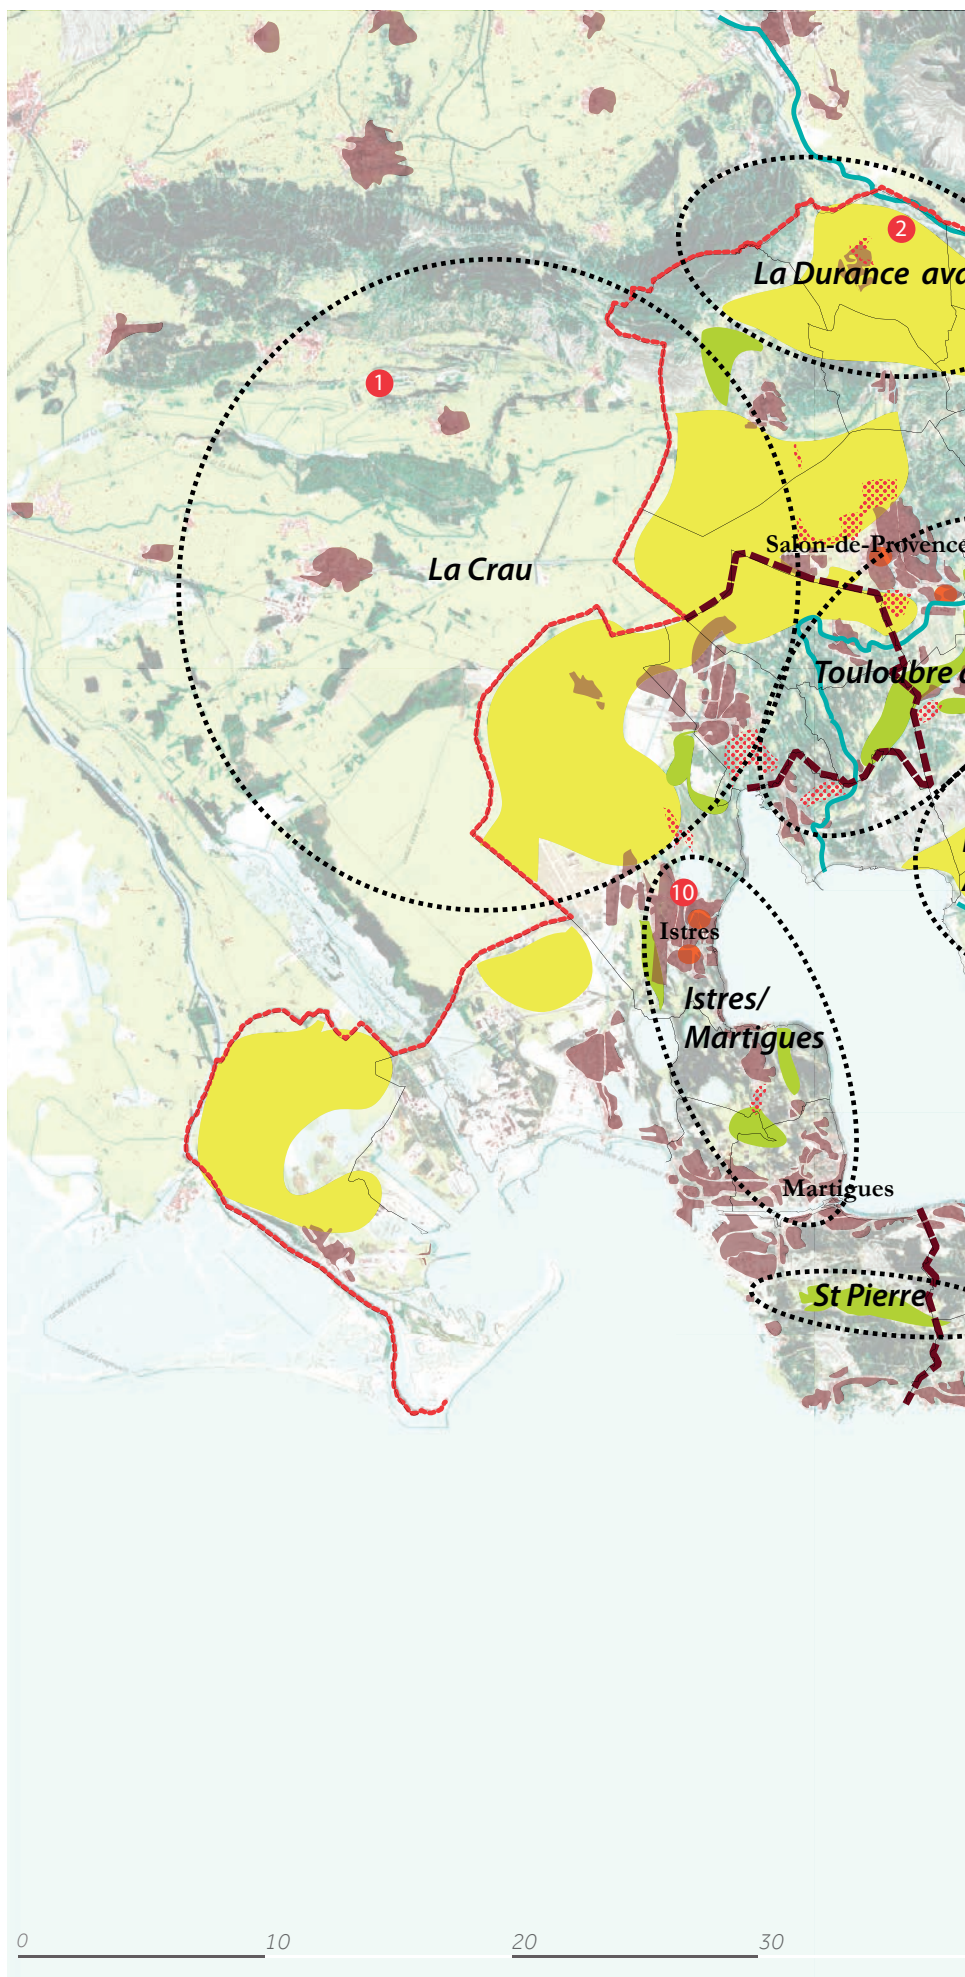 2
La Durance ava
1
Salon-de-Provence
La Crau
Touloubre
10
Istres
Istres/
Martigues
Martigues
St Pierre
0 10 20 30